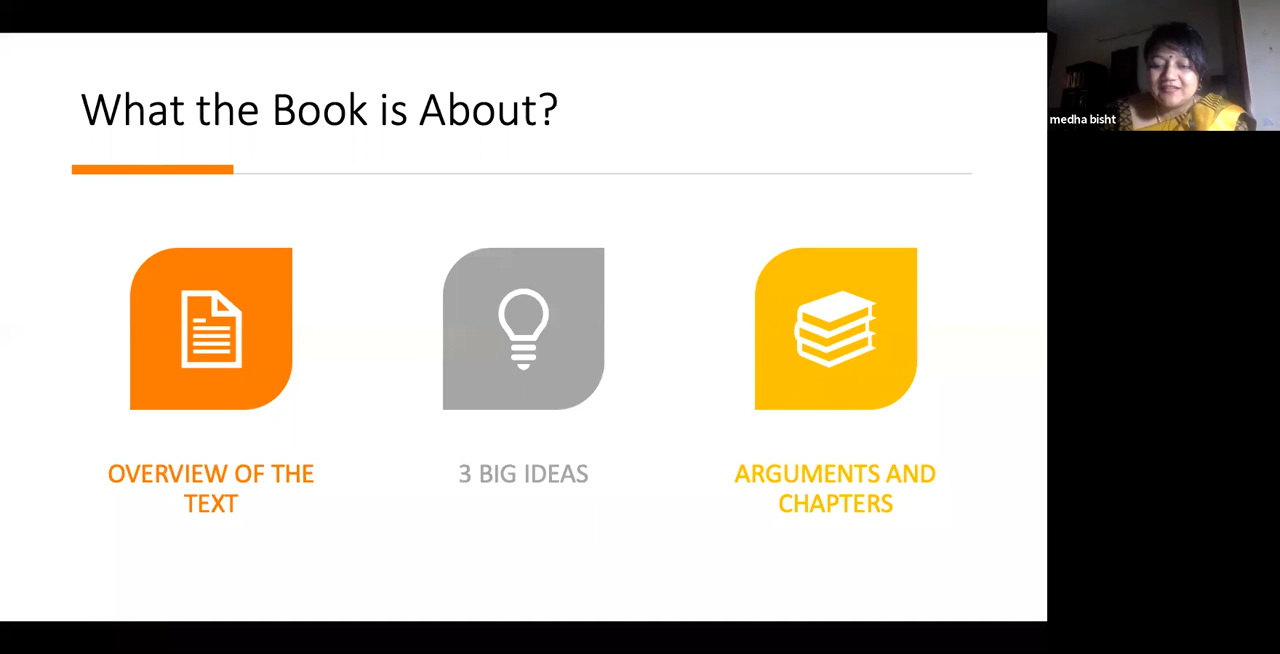 What the Book is About?
medha bisht
OVERVIEW OF THE
TEXT
3 BIG IDEAS
ARGUMENTS AND
CHAPTERS